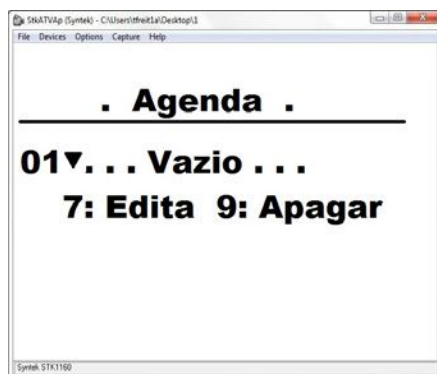 StkATVAp (Syntek) - C:\Users\tfreit1a\Desktop\1
File Devices Options Capture Help
. Agenda .
01▼. . . Vazio . . .
7: Edita 9: Apagar
Syntek STK1160